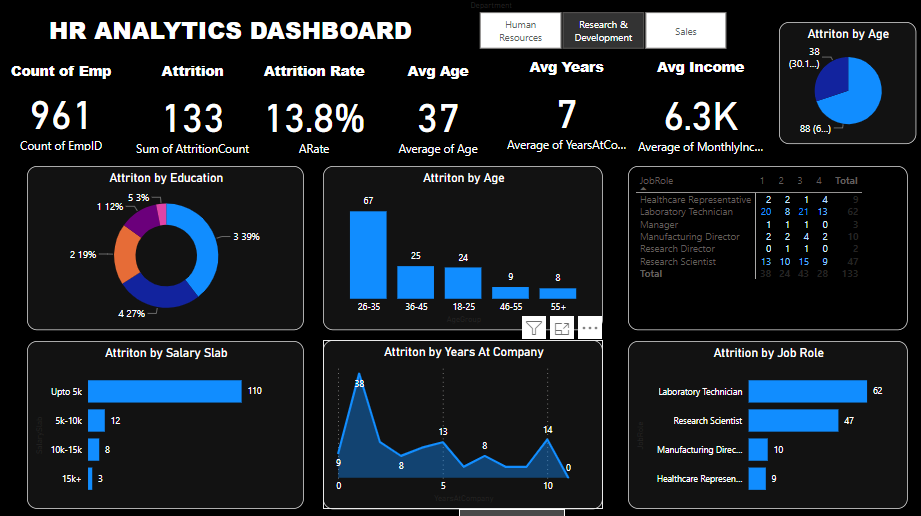 Department
HR ANALYTICS DASHBOARD
Human Resources
Research & Development
Sales
Count of Emp
961
Count of EmpID
Attrition
133
Sum of AttritionCount
Attrition Rate
13.8%
ARate
Avg Age
37
Average of Age
Avg Years
7
Average of YearsAtCo...
Avg Income
6.3K
Average of MonthlyInc...
Attriton by Age
38
(30.1...)
88 (6...)
Attriton by Education
5 3%
1 12%
2 19%
4 27%
3 39%
Attriton by Age
67
25
24
9
8
26-35 36-45 18-25 46-55 55+
JobRole 1 2 3 4 Total
Healthcare Representative 2 2 1 4 9
Laboratory Technician 20 8 21 13 62
Manager 1 1 1 0 3
Manufacturing Director 2 2 4 2 10
Research Director 0 1 1 0 2
Research Scientist 13 10 15 9 47
Total 38 24 43 28 133
Attriton by Salary Slab
Upto 5k 110
5k-10k 12
10k-15k 8
15k+ 3
Attriton by Years At Company
38
9
8
13
8
14
0
0 5 10
YearsAtCompany
Attrition by Job Role
Laboratory Technician 62
Research Scientist 47
Manufacturing Direc... 10
Healthcare Represen... 9